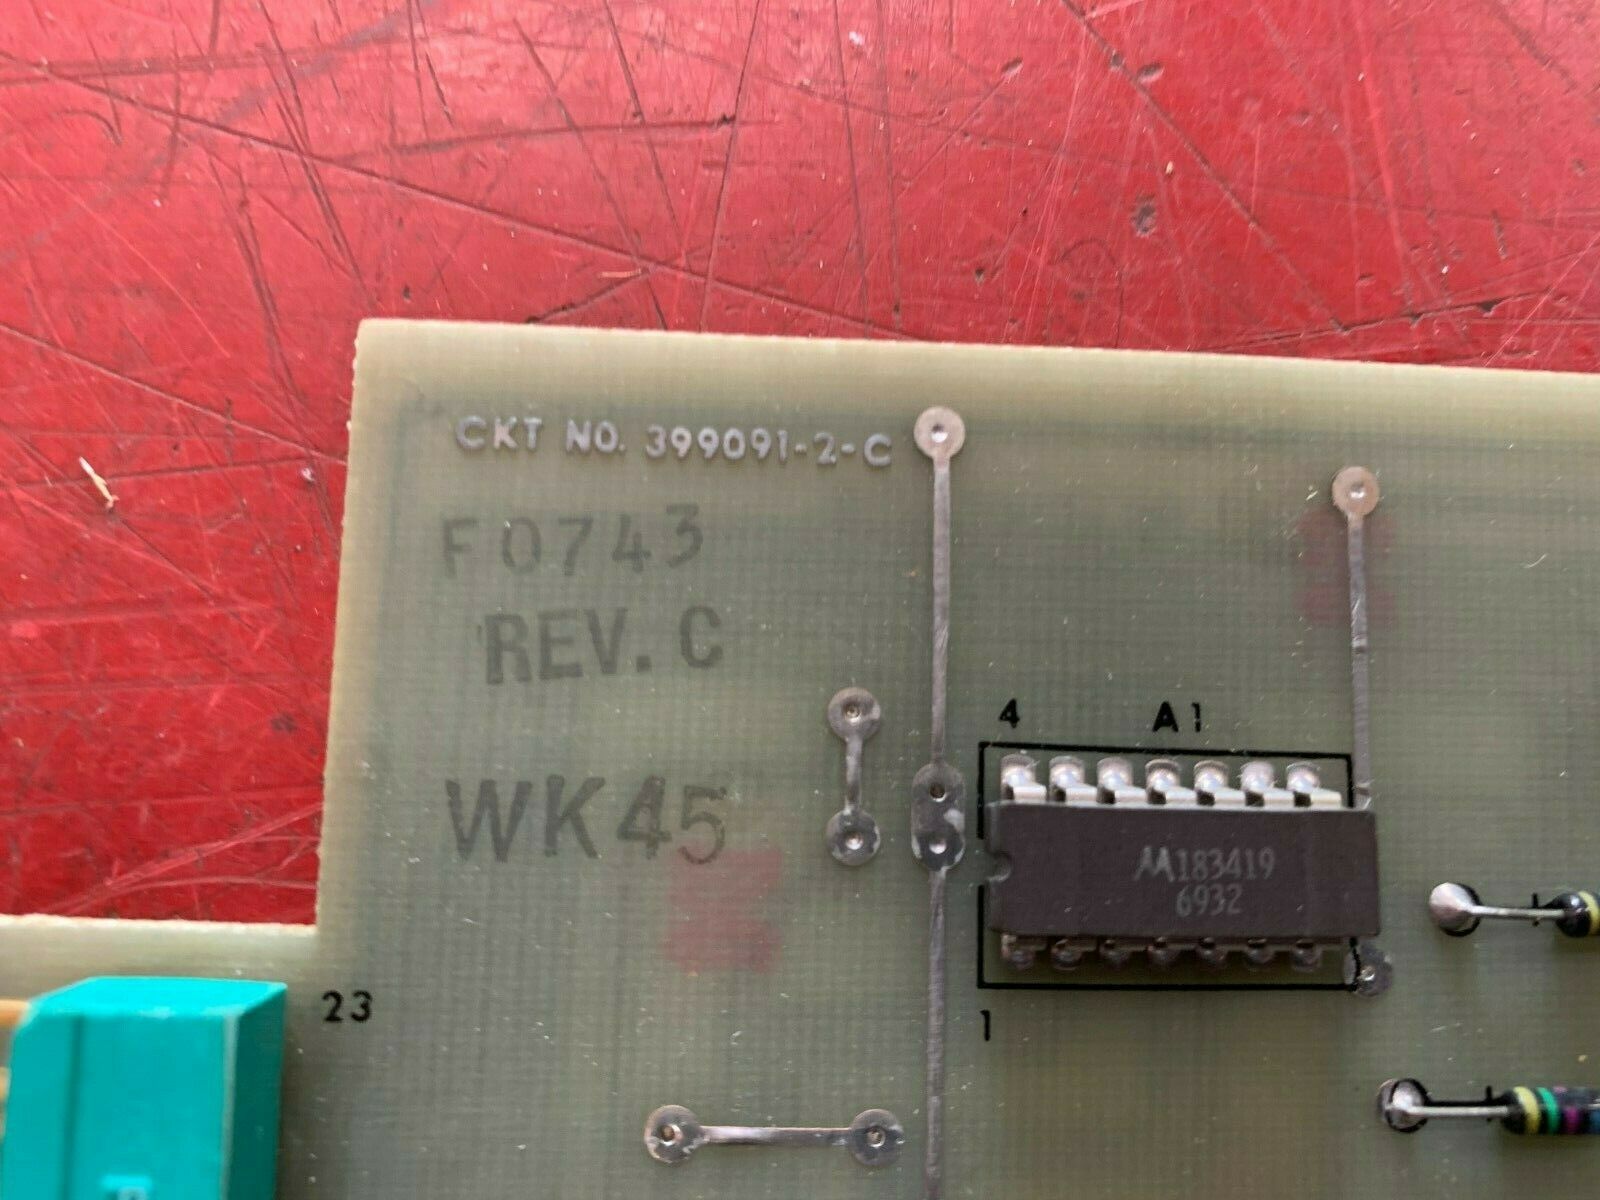 CKT NO. 399091-2-C
F0743
REV. C
WK45
4 A1
183419
6932
23
1